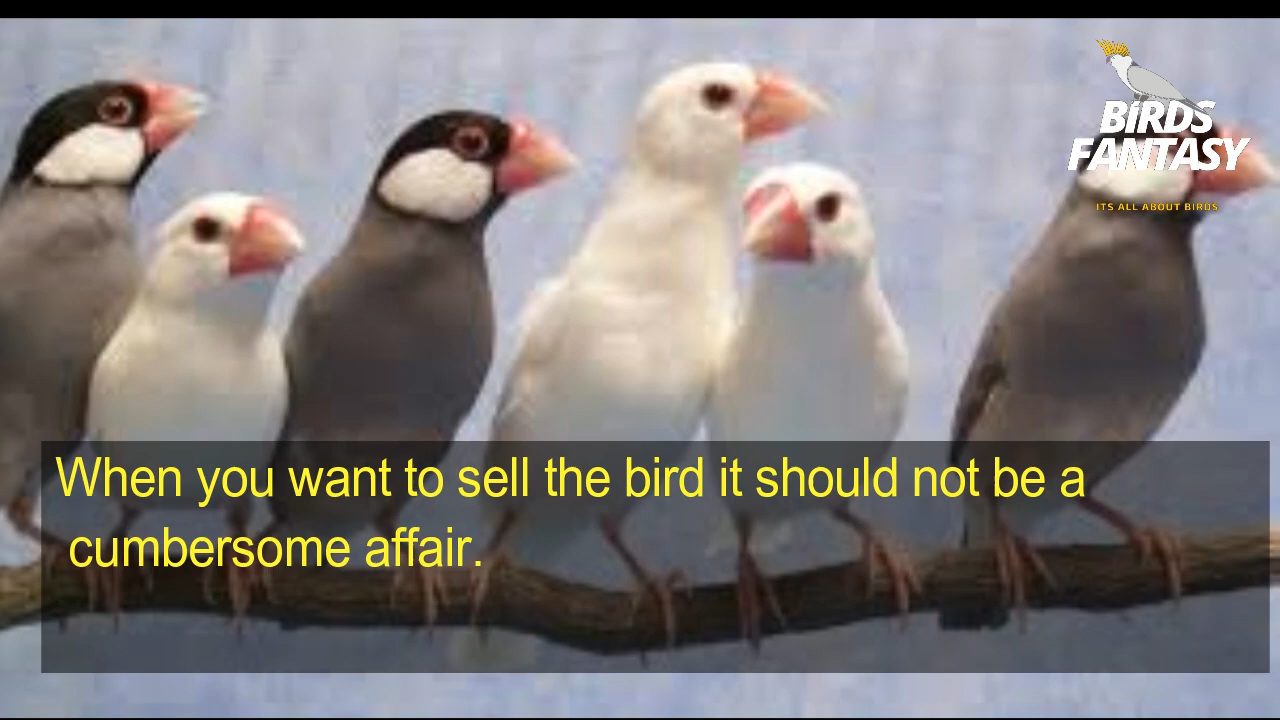 BiRDS
FANTASY
ITS ALL ABOUT BIRDS
When you want to sell the bird it should not be a
cumbersome affair.